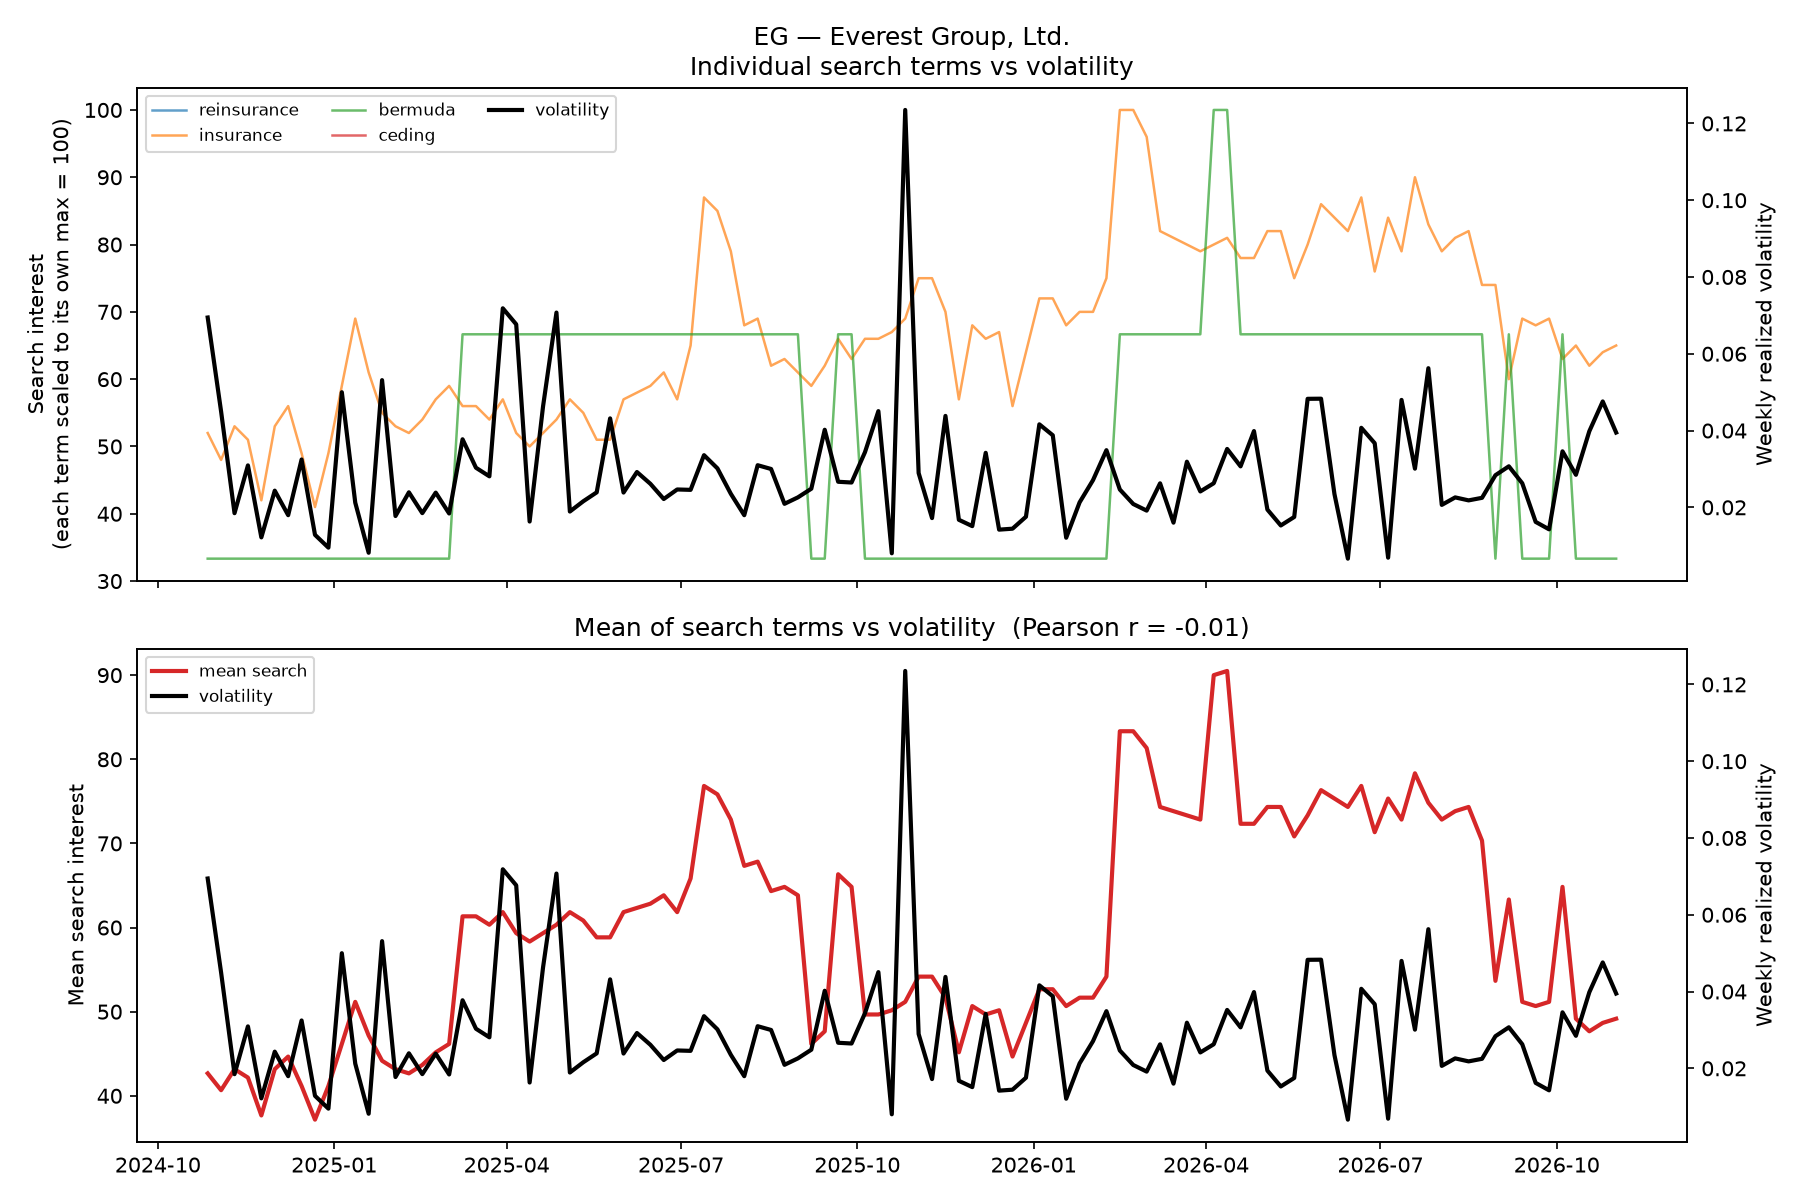 EG — Everest Group, Ltd.
Individual search terms vs volatility
reinsurance
insurance
bermuda
ceding
volatility
Search interest
(each term scaled to its own max = 100)
100
90
80
70
60
50
40
30
0.12
0.10
0.08
0.06
0.04
0.02
Weekly realized volatility
Mean of search terms vs volatility  (Pearson r = -0.01)
mean search
volatility
Mean search interest
90
80
70
60
50
40
0.12
0.10
0.08
0.06
0.04
0.02
Weekly realized volatility
2024-10
2025-01
2025-04
2025-07
2025-10
2026-01
2026-04
2026-07
2026-10